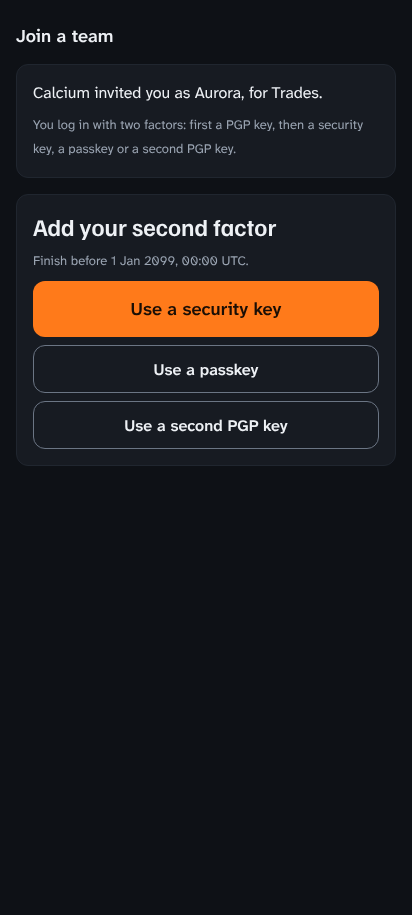 Join a team
Calcium invited you as Aurora, for Trades.
You log in with two factors: first a PGP key, then a security
key, a passkey or a second PGP key.
Add your second factor
Finish before 1 Jan 2099, 00:00 UTC.
Use a security key
Use a passkey
Use a second PGP key